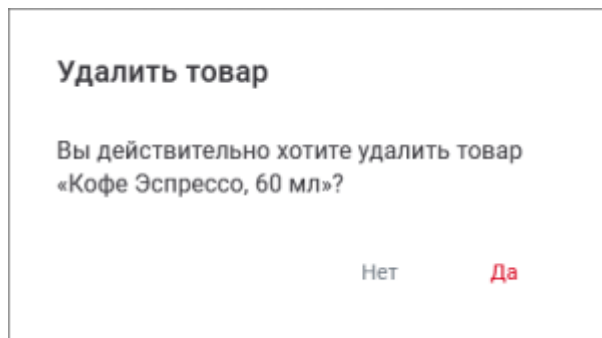 Удалить товар
Вы действительно хотите удалить товар
«Кофе Эспрессо, 60 мл»?
Нет Да